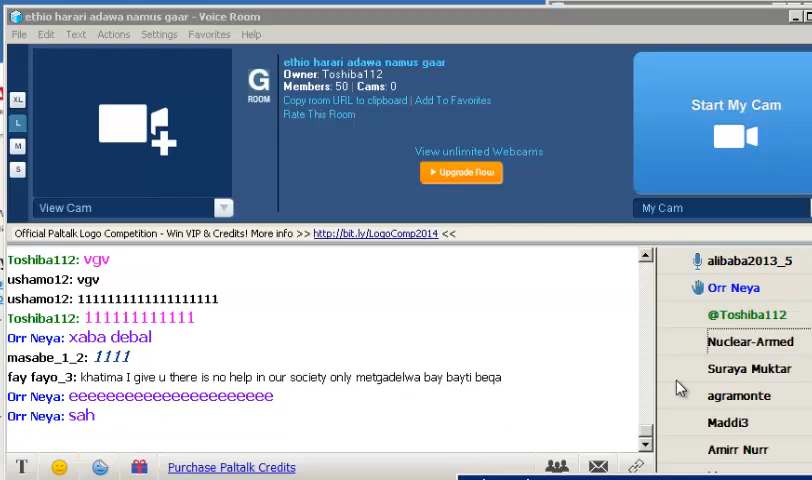 ethio harari adawa namus gaar - Voice Room
File Edit Text Actions Settings Favorites Help
XL
L
M
S
View Cam
G
ROOM
ethio harari adawa namus gaar
Owner: Toshiba112
Members: 50 | Cams: 0
Copy room URL to clipboard | Add To Favorites
Rate This Room
View unlimited Webcams
Upgrade Now
Start My Cam
My Cam
Official Paltalk Logo Competition - Win VIP & Credits! More info >> http://bit.ly/LogoComp2014 <<
Toshiba112: vgv
ushamo12: vgv
ushamo12: 1111111111111111111
Toshiba112: 111111111111
Orr Neya: xaba debal
masabe_1_2: 1111
fay fayo_3: khatima I give u there is no help in our society only metgadelwa bay bayti beqa
Orr Neya: eeeeeeeeeeeeeeeeeeeeee
Orr Neya: sah
alibaba2013_5
Orr Neya
@Toshiba112
Nuclear-Armed
Suraya Muktar
agramonte
Maddi3
Amirr Nurr
T
Purchase Paltalk Credits